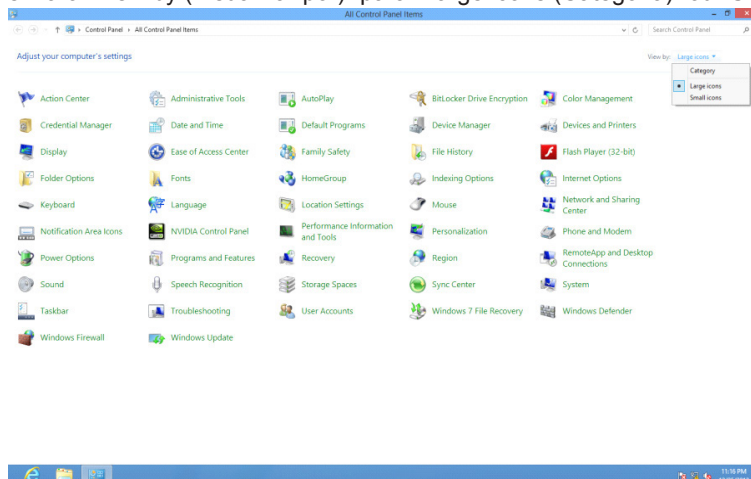 All Control Panel Items
Control Panel ▸ All Control Panel Items
Search Control Panel
Adjust your computer's settings
View by: Large icons
Category
Large icons
Small icons
Action Center
Administrative Tools
AutoPlay
BitLocker Drive Encryption
Color Management
Credential Manager
Date and Time
Default Programs
Device Manager
Devices and Printers
Display
Ease of Access Center
Family Safety
File History
Flash Player (32-bit)
Folder Options
Fonts
HomeGroup
Indexing Options
Internet Options
Keyboard
Language
Location Settings
Mouse
Network and Sharing
Center
Notification Area Icons
NVIDIA Control Panel
Performance Information
and Tools
Personalization
Phone and Modem
Power Options
Programs and Features
Recovery
Region
RemoteApp and Desktop
Connections
Sound
Speech Recognition
Storage Spaces
Sync Center
System
Taskbar
Troubleshooting
User Accounts
Windows 7 File Recovery
Windows Defender
Windows Firewall
Windows Update
11:16 PM